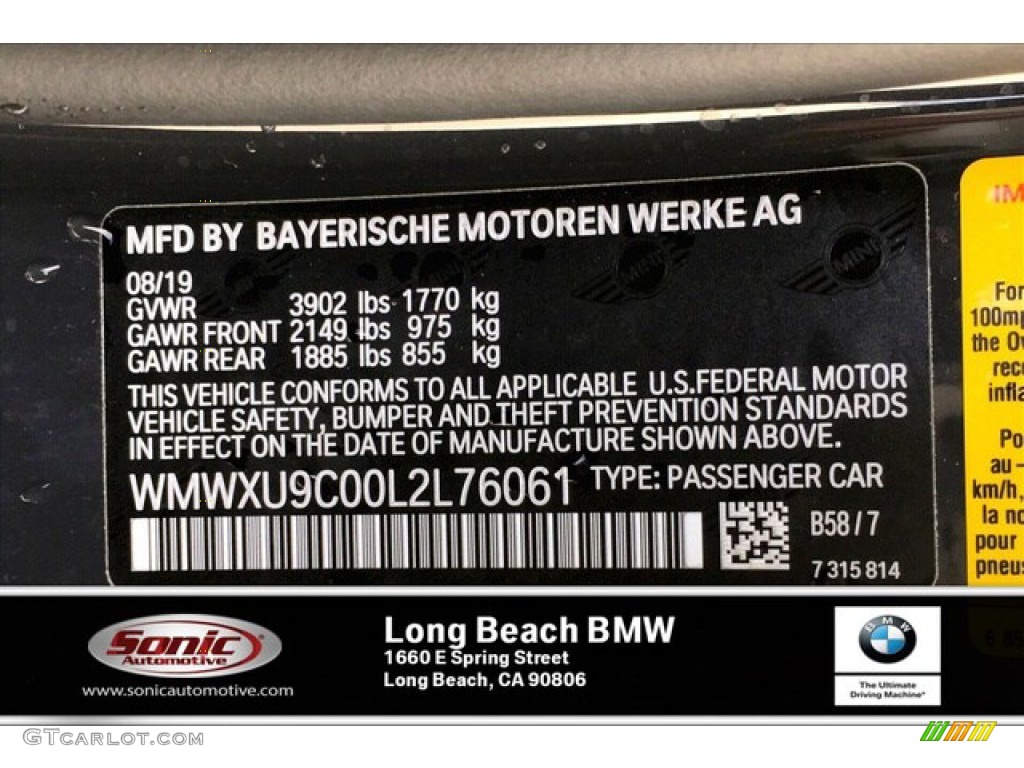 MFD BY BAYERISCHE MOTOREN WERKE AG
08/19
GVWR 3902 lbs 1770 kg
GAWR FRONT 2149 lbs 975 kg
GAWR REAR 1885 lbs 855 kg
THIS VEHICLE CONFORMS TO ALL APPLICABLE U.S.FEDERAL MOTOR
VEHICLE SAFETY, BUMPER AND THEFT PREVENTION STANDARDS
IN EFFECT ON THE DATE OF MANUFACTURE SHOWN ABOVE.
WMWXU9C00L2L76061 TYPE: PASSENGER CAR
B58/7
7 315 814
MINI
MINI
IM
For
100mp
the Ov
rec
infla
Po
au –
km/h,
la no
pour
pneus
Sonic
Automotive
www.sonicautomotive.com
Long Beach BMW
1660 E Spring Street
Long Beach, CA 90806
BMW
The Ultimate
Driving Machine®
GTcarlot.com